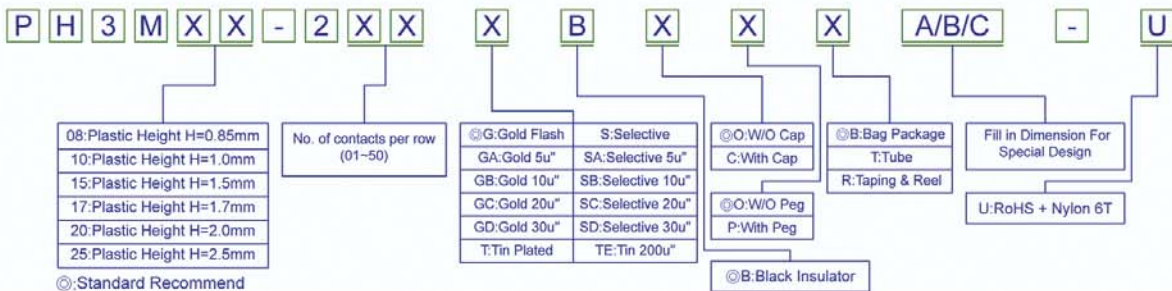 P H 3 M X X - 2 X X X B X X X A/B/C - U
08:Plastic Height H=0.85mm
10:Plastic Height H=1.0mm
15:Plastic Height H=1.5mm
17:Plastic Height H=1.7mm
20:Plastic Height H=2.0mm
25:Plastic Height H=2.5mm
◎:Standard Recommend
No. of contacts per row
(01~50)
◎G:Gold Flash S:Selective
GA:Gold 5u" SA:Selective 5u"
GB:Gold 10u" SB:Selective 10u"
GC:Gold 20u" SC:Selective 20u"
GD:Gold 30u" SD:Selective 30u"
T:Tin Plated TE:Tin 200u"
◎B:Black Insulator
◎O:W/O Cap
C:With Cap
◎O:W/O Peg
P:With Peg
◎B:Bag Package
T:Tube
R:Taping & Reel
Fill in Dimension For
Special Design
U:RoHS + Nylon 6T